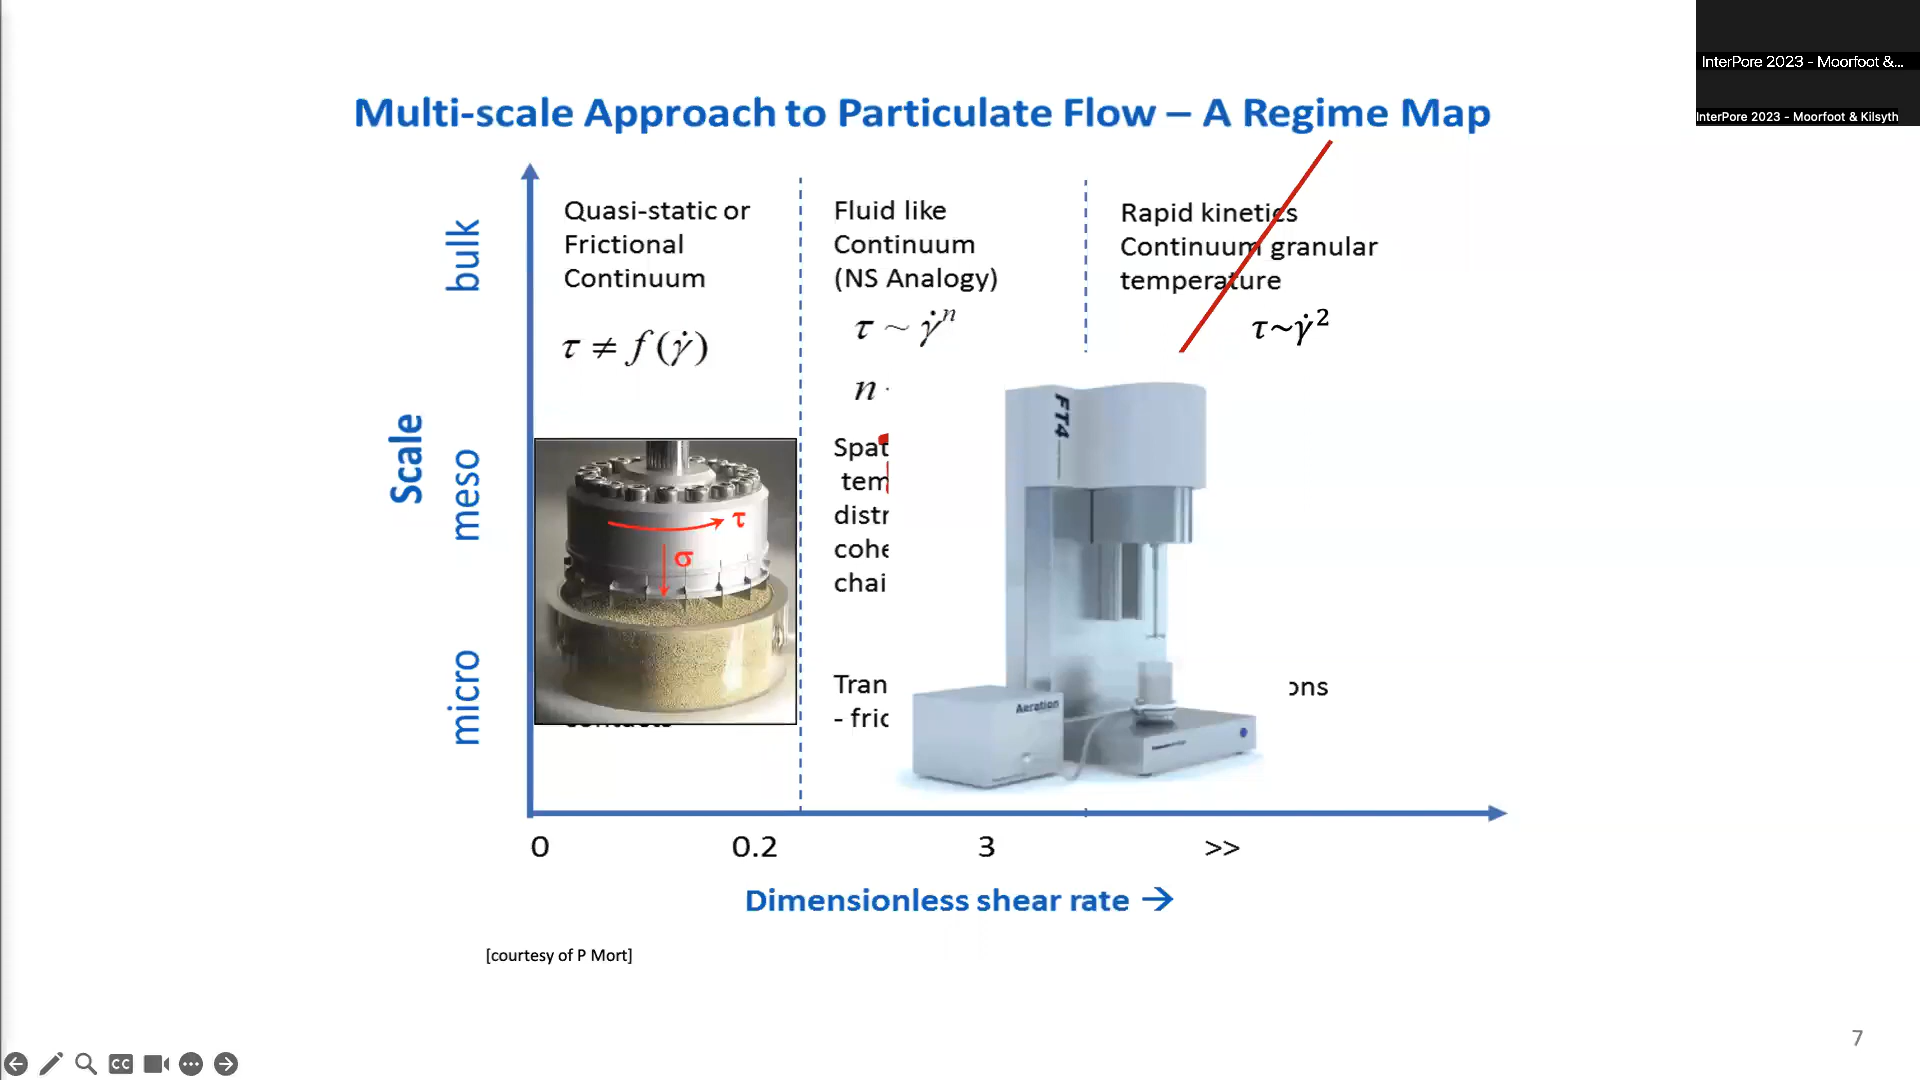 InterPore 2023 - Moorfoot &...
InterPore 2023 - Moorfoot & Kilsyth
Multi-scale Approach to Particulate Flow – A Regime Map
Quasi-static or
Frictional
Continuum
τ ≠ f(γ̇)
Fluid like
Continuum
(NS Analogy)
τ ~ γ̇ⁿ
n
Rapid kinetics
Continuum granular
temperature
τ~γ̇²
Scale
bulk
meso
micro
τ
σ
Spat
tem
distr
cohe
chai
Tran
- fric
ons
FT4
Aeration
0
0.2
3
>>
Dimensionless shear rate →
[courtesy of P Mort]
7
CC